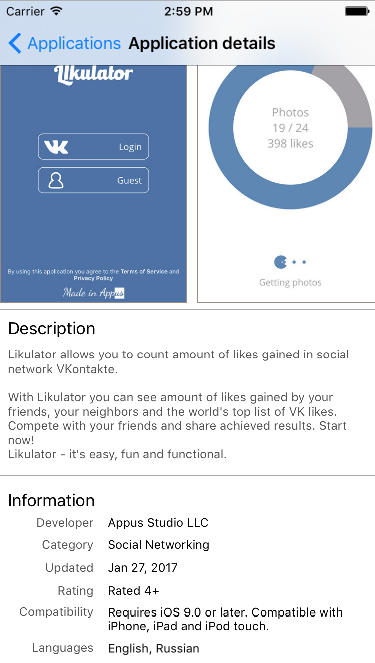 Carrier 2:59 PM
Applications Application details
Likulator
Login
Guest
By using this application you agree to the Terms of Service and
Privacy Policy
Made in Appus
Photos
19 / 24
398 likes
Getting photos
Description
Likulator allows you to count amount of likes gained in social
network VKontakte.
With Likulator you can see amount of likes gained by your
friends, your neighbors and the world's top list of VK likes.
Compete with your friends and share achieved results. Start
now!
Likulator - it's easy, fun and functional.
Information
Developer Appus Studio LLC
Category Social Networking
Updated Jan 27, 2017
Rating Rated 4+
Compatibility Requires iOS 9.0 or later. Compatible with
iPhone, iPad and iPod touch.
Languages English, Russian